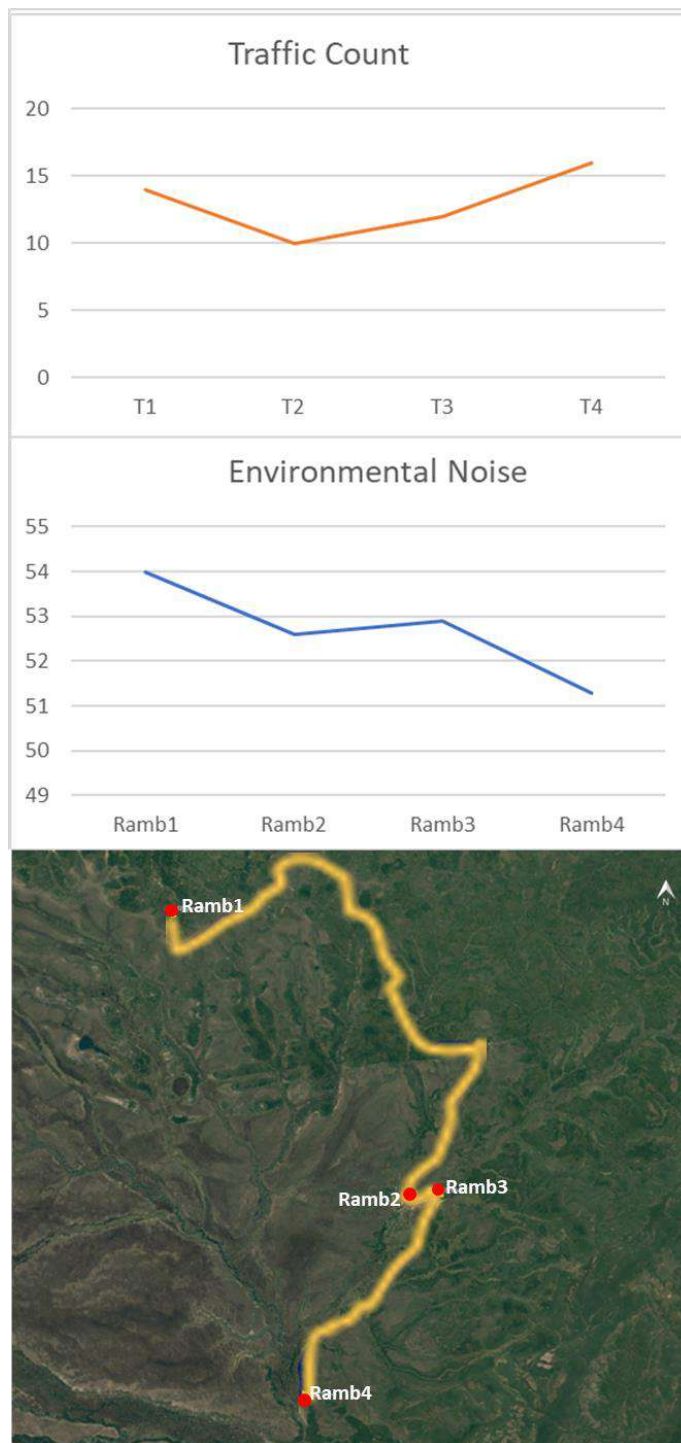 Traffic Count
20
15
10
5
0
T1 T2 T3 T4
Environmental Noise
55
54
53
52
51
50
49
Ramb1 Ramb2 Ramb3 Ramb4
Ramb1
N
Ramb2 Ramb3
Ramb4